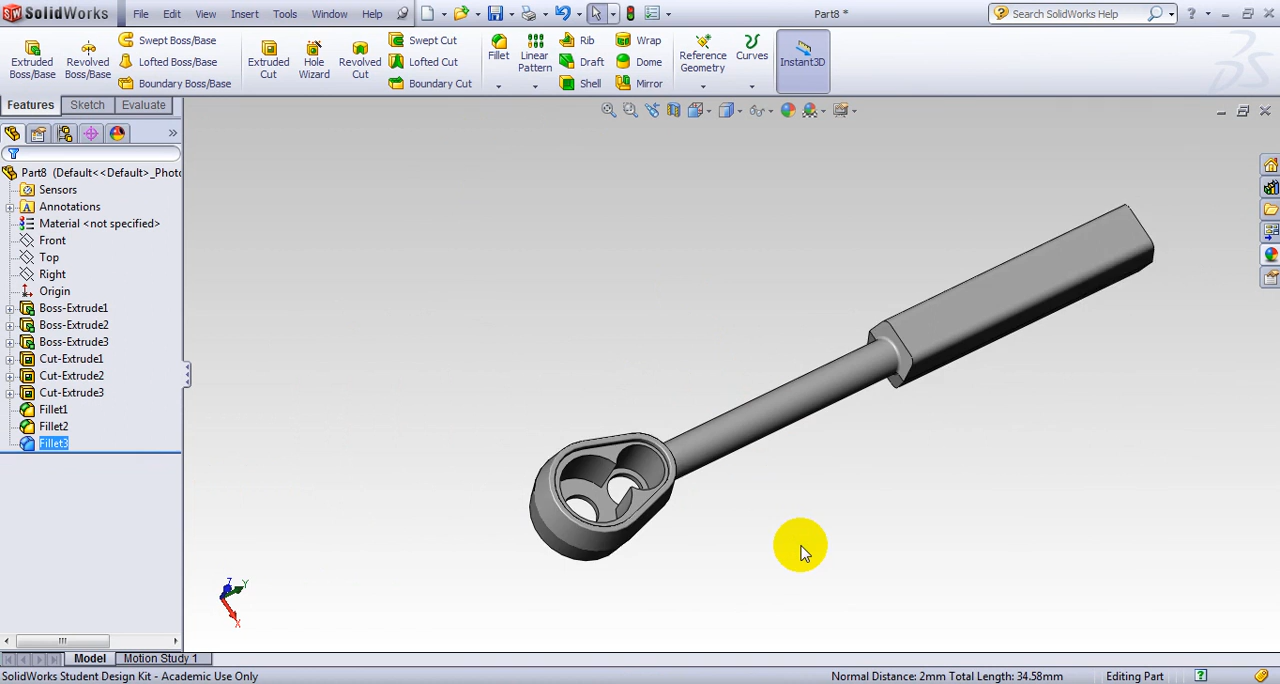 SolidWorks File Edit View Insert Tools Window Help Part8 * Search SolidWorks Help
Extruded Boss/Base
Revolved Boss/Base
Swept Boss/Base
Lofted Boss/Base
Boundary Boss/Base
Extruded Cut
Hole Wizard
Revolved Cut
Swept Cut
Lofted Cut
Boundary Cut
Fillet
Linear Pattern
Rib
Draft
Shell
Wrap
Dome
Mirror
Reference Geometry
Curves
Instant3D
Features Sketch Evaluate
Part8 (Default<<Default>_Photo
Sensors
Annotations
Material <not specified>
Front
Top
Right
Origin
Boss-Extrude1
Boss-Extrude2
Boss-Extrude3
Cut-Extrude1
Cut-Extrude2
Cut-Extrude3
Fillet1
Fillet2
Fillet3
Z
Y
X
Model Motion Study 1
SolidWorks Student Design Kit - Academic Use Only Normal Distance: 2mm Total Length: 34.58mm Editing Part